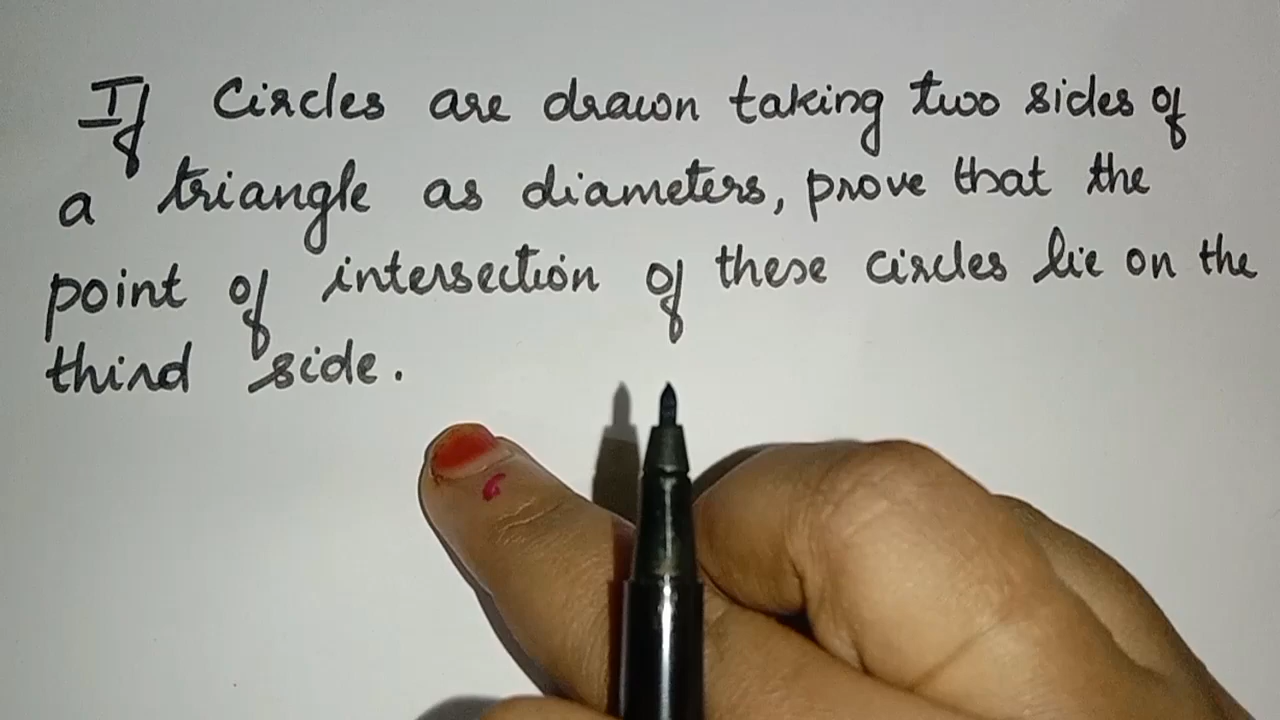 If Circles are drawn taking two sides of
a triangle as diameters, prove that the
point of intersection of these circles lie on the
third side.